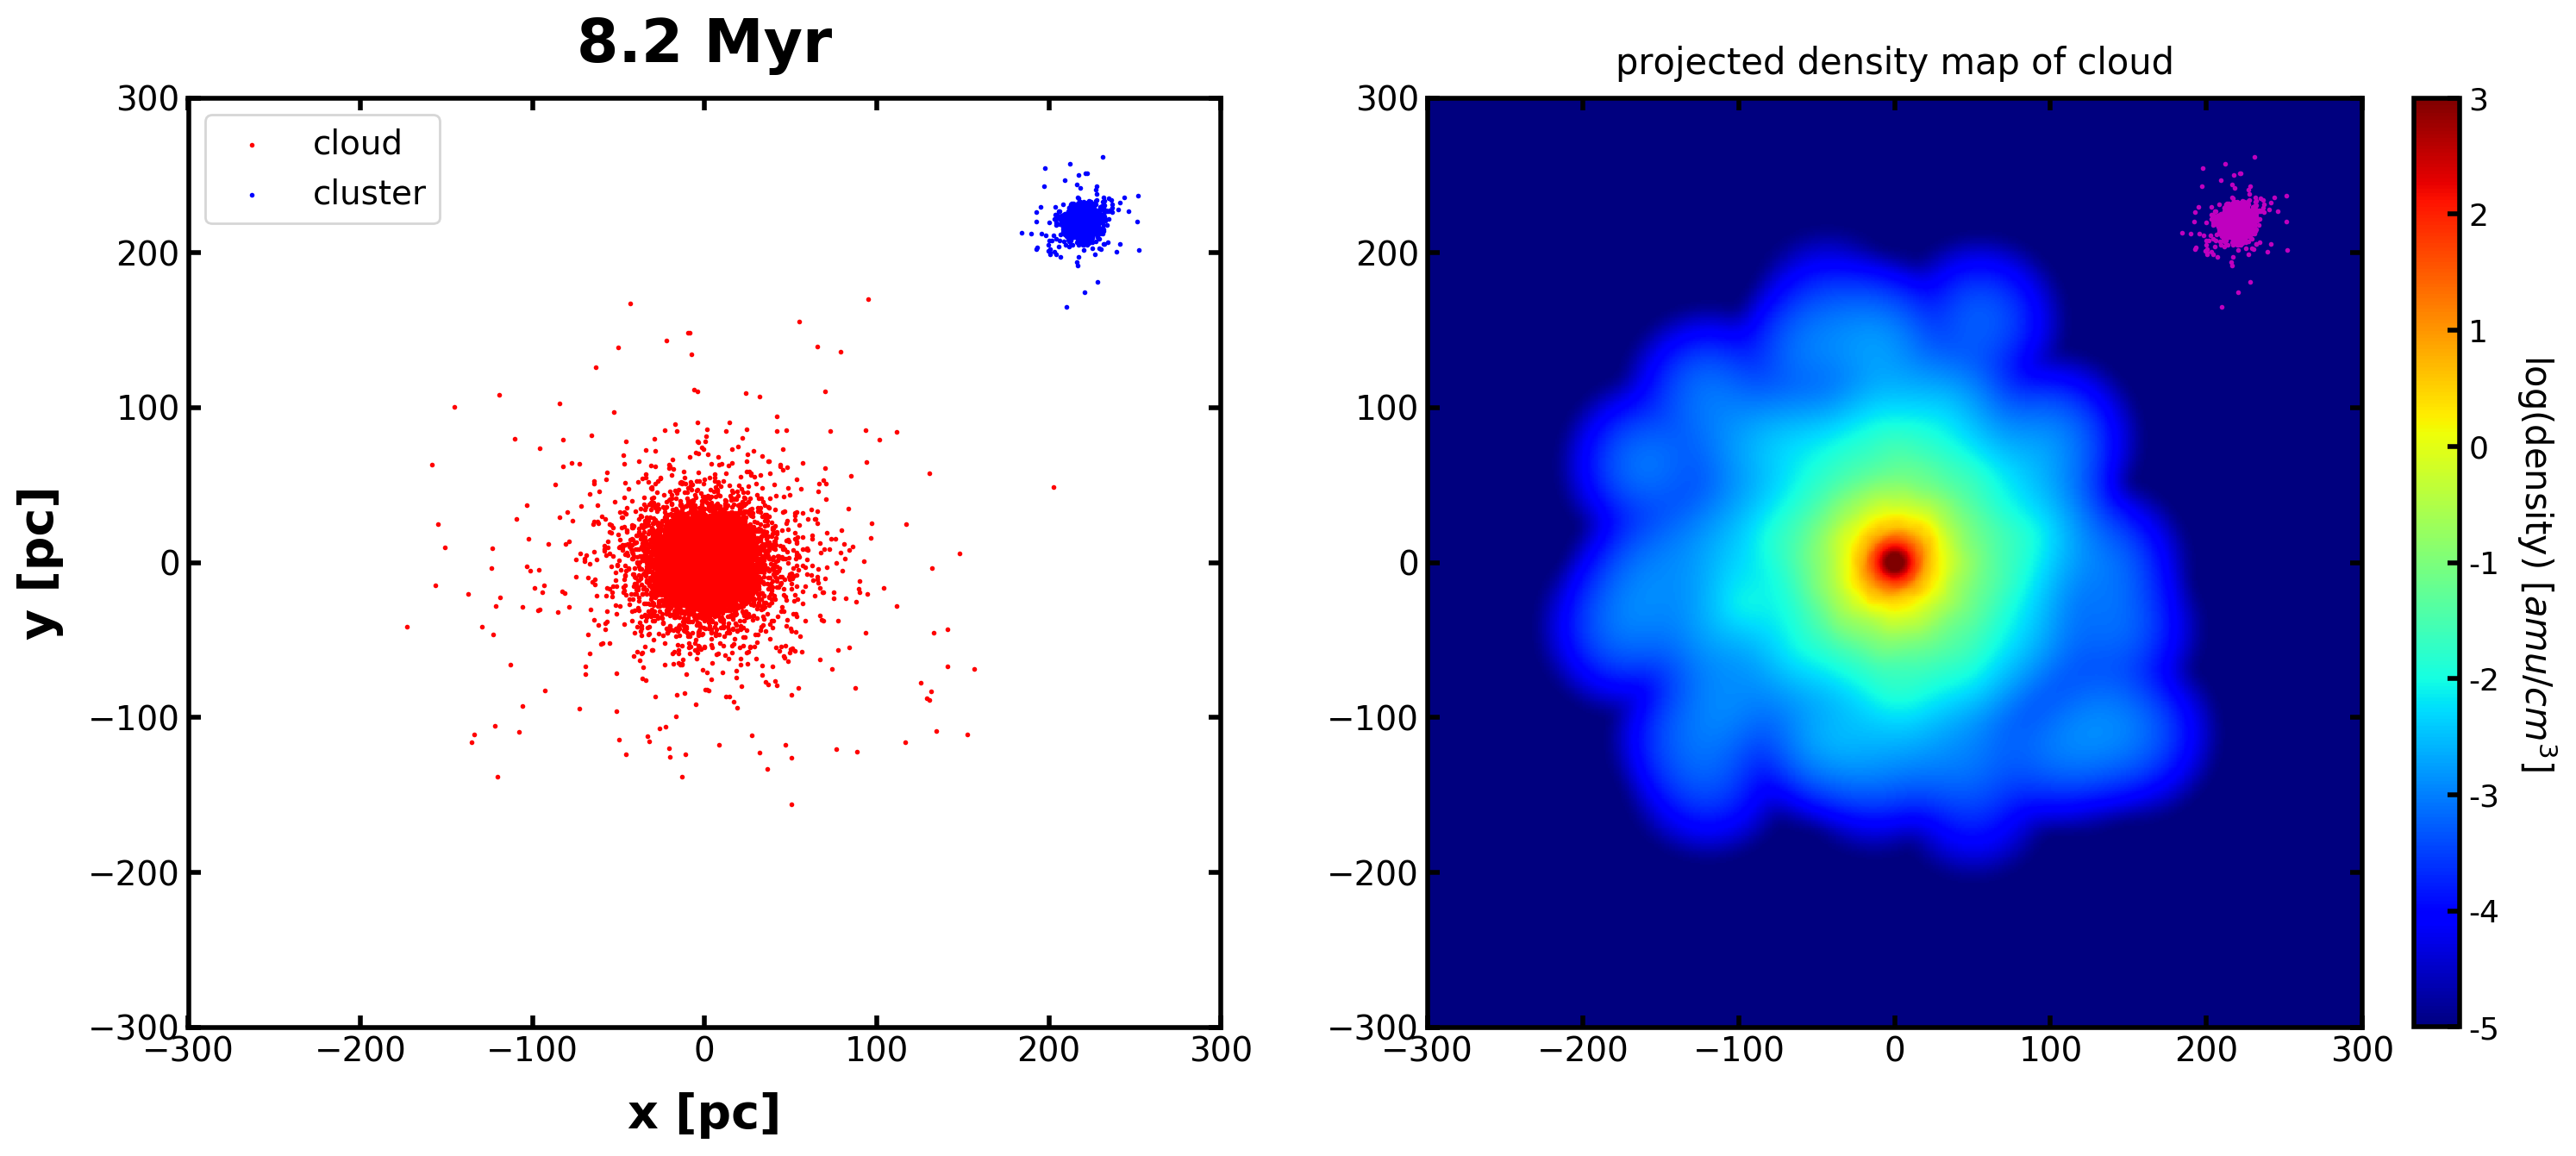 8.2 Myr
cloud
cluster
300
200
100
0
−100
−200
−300
−300 −200 −100 0 100 200 300
x [pc]
y [pc]
projected density map of cloud
300
200
100
0
−100
−200
−300
−300 −200 −100 0 100 200 300
3
2
1
0
-1
-2
-3
-4
-5
log(density) [amu/cm³]